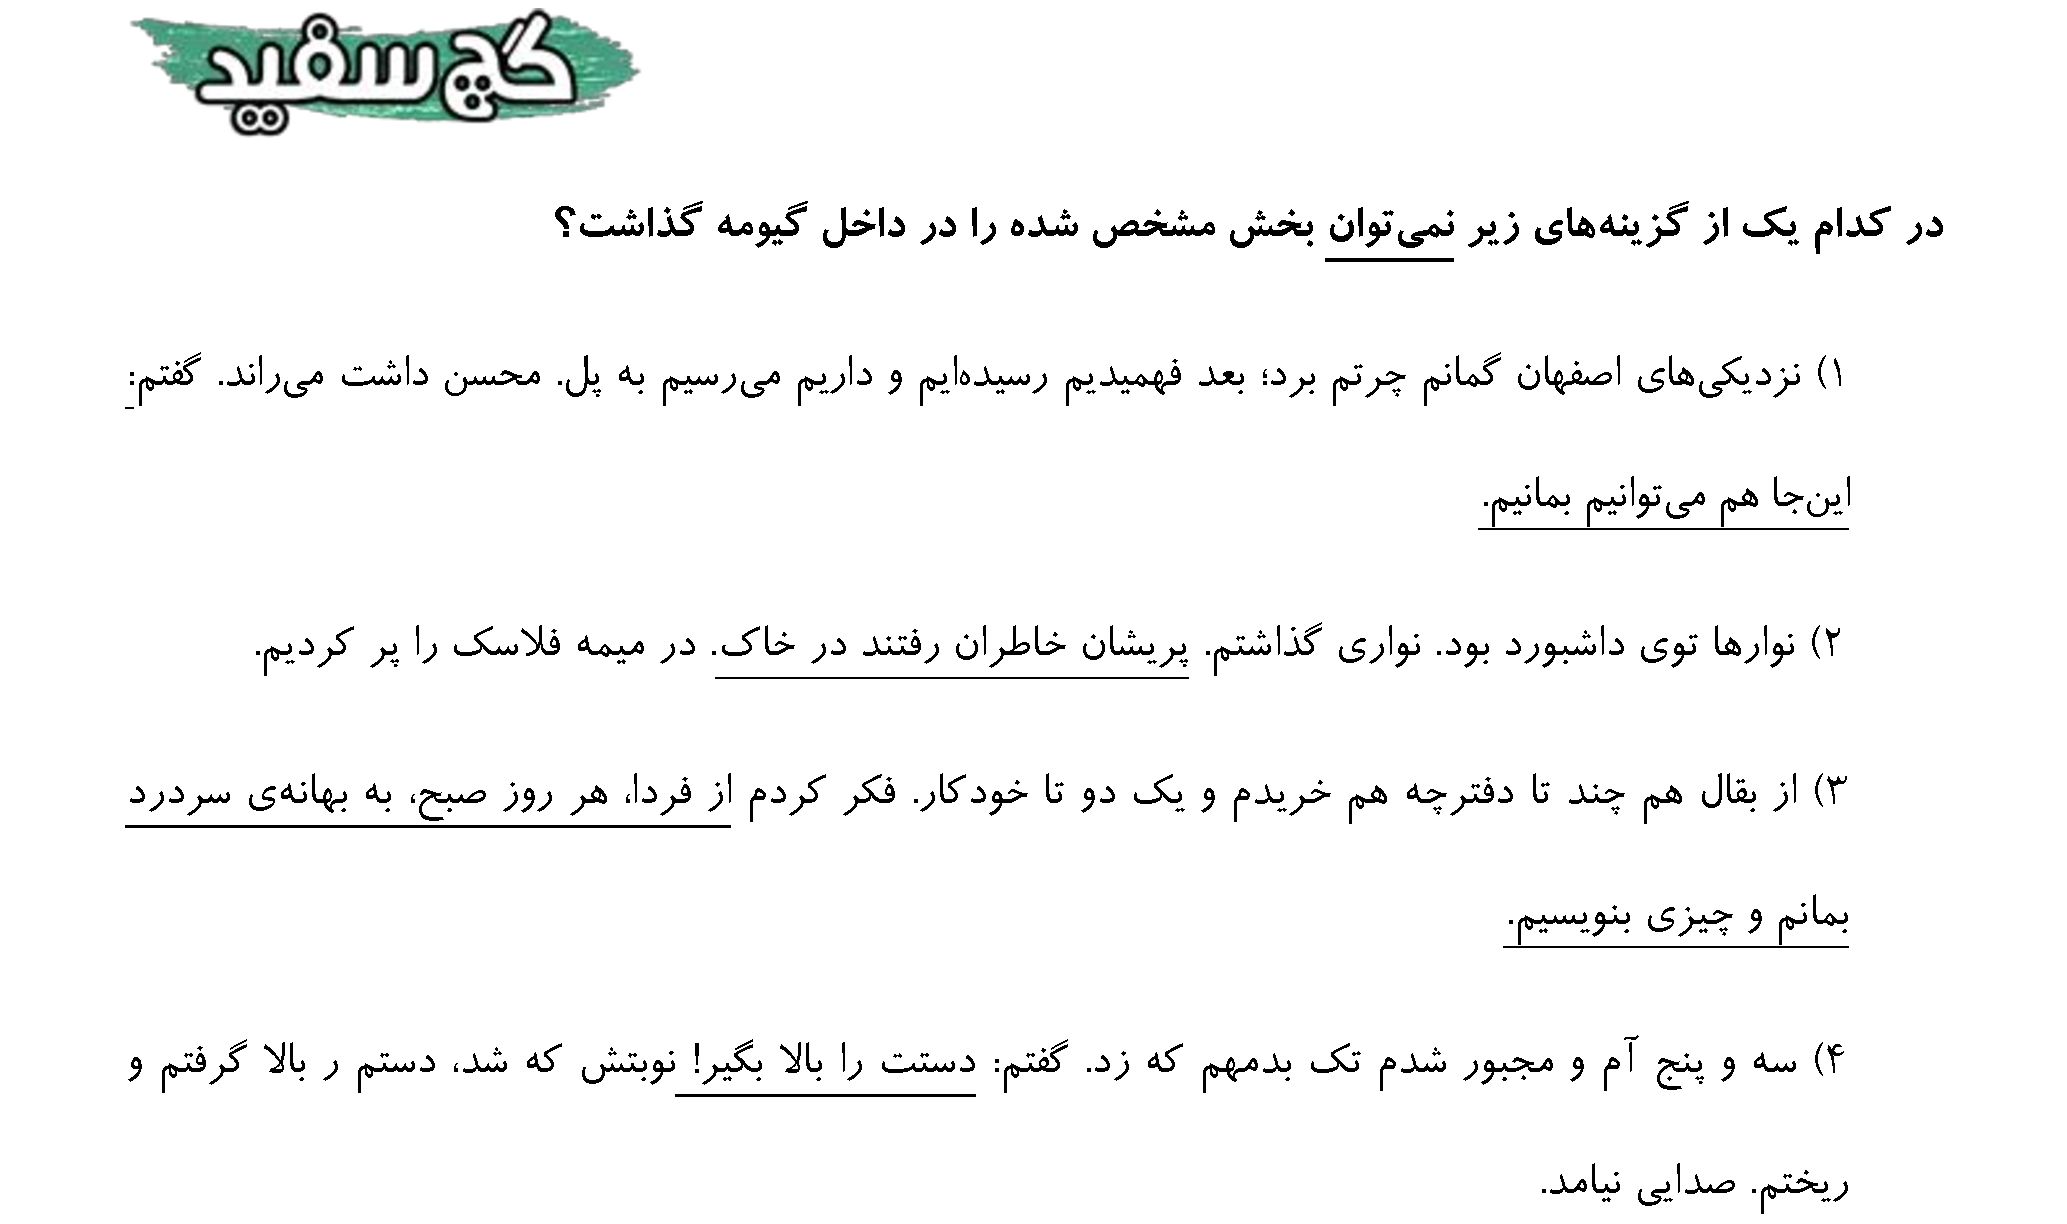 گچ سفید
در کدام یک از گزینه‌های زیر نمی‌توان بخش مشخص شده را در داخل گیومه گذاشت؟
۱) نزدیکی‌های اصفهان گمانم چرتم برد؛ بعد فهمیدیم رسیده‌ایم و داریم می‌رسیم به پل. محسن داشت می‌راند. گفتم:
این‌جا هم می‌توانیم بمانیم.
۲) نوارها توی داشبورد بود. نواری گذاشتم. پریشان خاطران رفتند در خاک. در میمه فلاسک را پر کردیم.
۳) از بقال هم چند تا دفترچه هم خریدم و یک دو تا خودکار. فکر کردم از فردا، هر روز صبح، به بهانه‌ی سردرد
بمانم و چیزی بنویسیم.
۴) سه و پنج آم و مجبور شدم تک بدمهم که زد. گفتم: دستت را بالا بگیر! نوبتش که شد، دستم ر بالا گرفتم و
ریختم. صدایی نیامد.